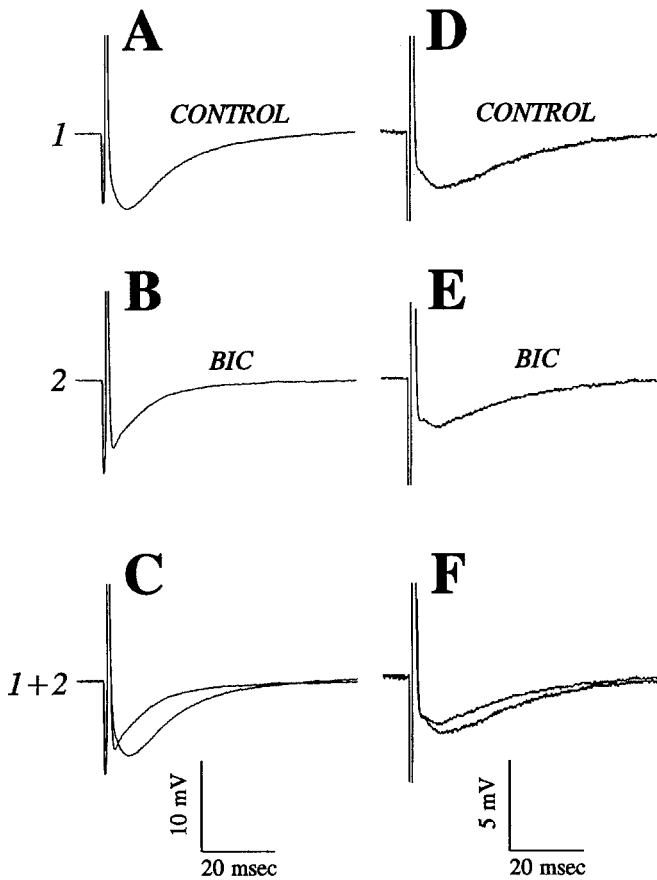 A D
1 CONTROL CONTROL
B E
2 BIC BIC
C F
1+2
10 mV 5 mV
20 msec 20 msec